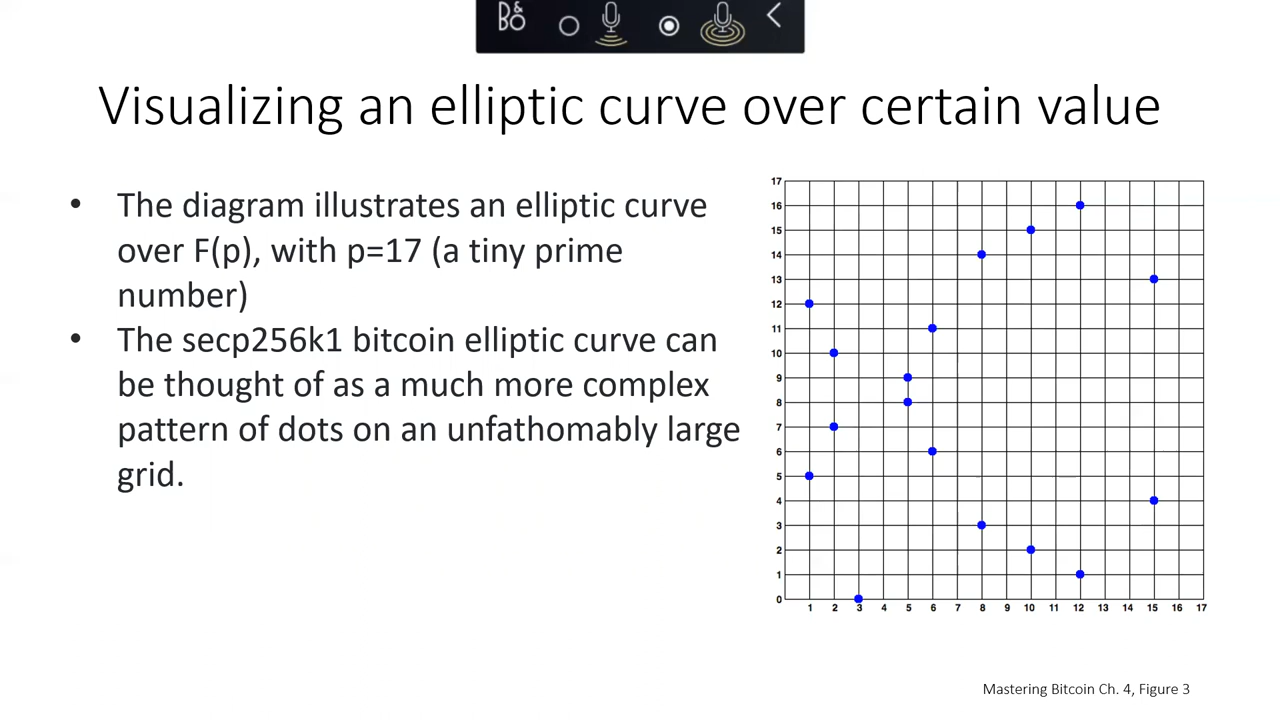 B&O
Visualizing an elliptic curve over certain value
• The diagram illustrates an elliptic curve
over F(p), with p=17 (a tiny prime
number)
• The secp256k1 bitcoin elliptic curve can
be thought of as a much more complex
pattern of dots on an unfathomably large
grid.
17
16
15
14
13
12
11
10
9
8
7
6
5
4
3
2
1
0
1 2 3 4 5 6 7 8 9 10 11 12 13 14 15 16 17
Mastering Bitcoin Ch. 4, Figure 3